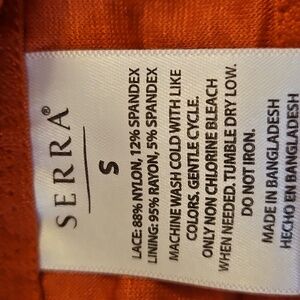 SERRA®
S
LACE: 88% NYLON, 12% SPANDEX
LINING: 95% RAYON, 5% SPANDEX
MACHINE WASH COLD WITH LIKE
COLORS, GENTLE CYCLE.
ONLY NON CHLORINE BLEACH
WHEN NEEDED. TUMBLE DRY LOW.
DO NOT IRON.
MADE IN BANGLADESH
HECHO EN BANGLADESH